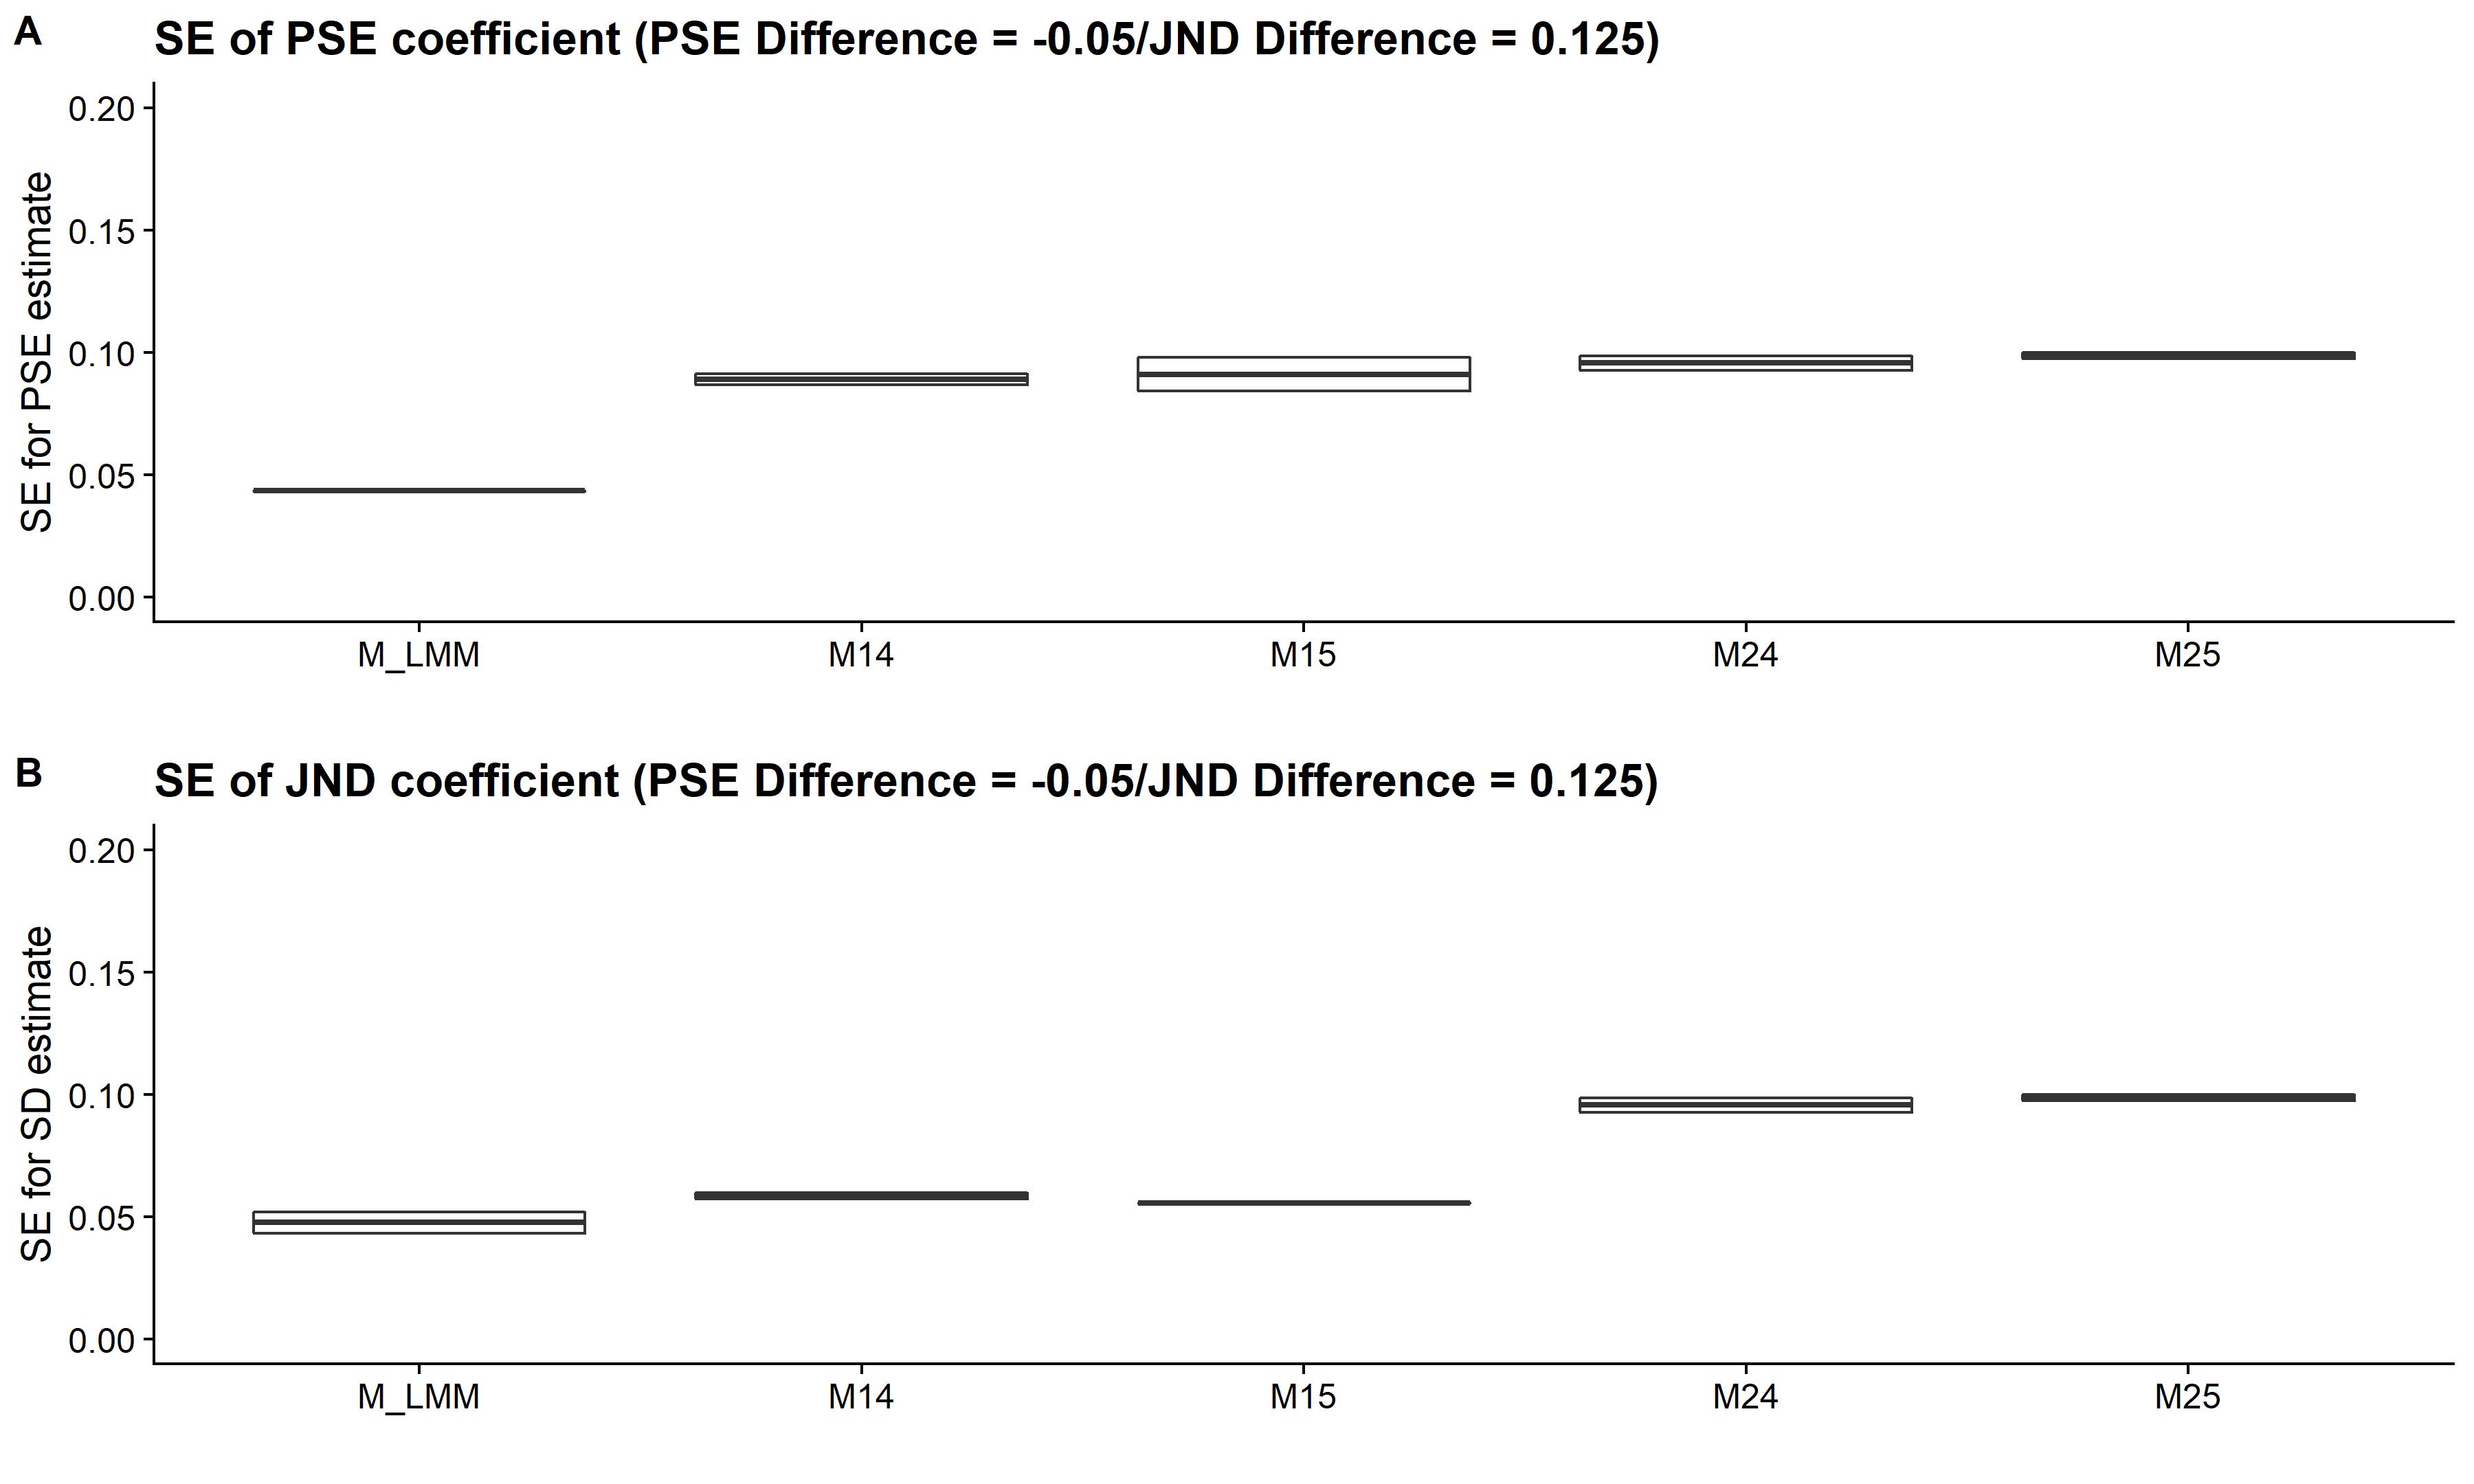 A
SE of PSE coefficient (PSE Difference = -0.05/JND Difference = 0.125)
SE for PSE estimate
0.20
0.15
0.10
0.05
0.00
M_LMM M14 M15 M24 M25
B
SE of JND coefficient (PSE Difference = -0.05/JND Difference = 0.125)
SE for SD estimate
0.20
0.15
0.10
0.05
0.00
M_LMM M14 M15 M24 M25